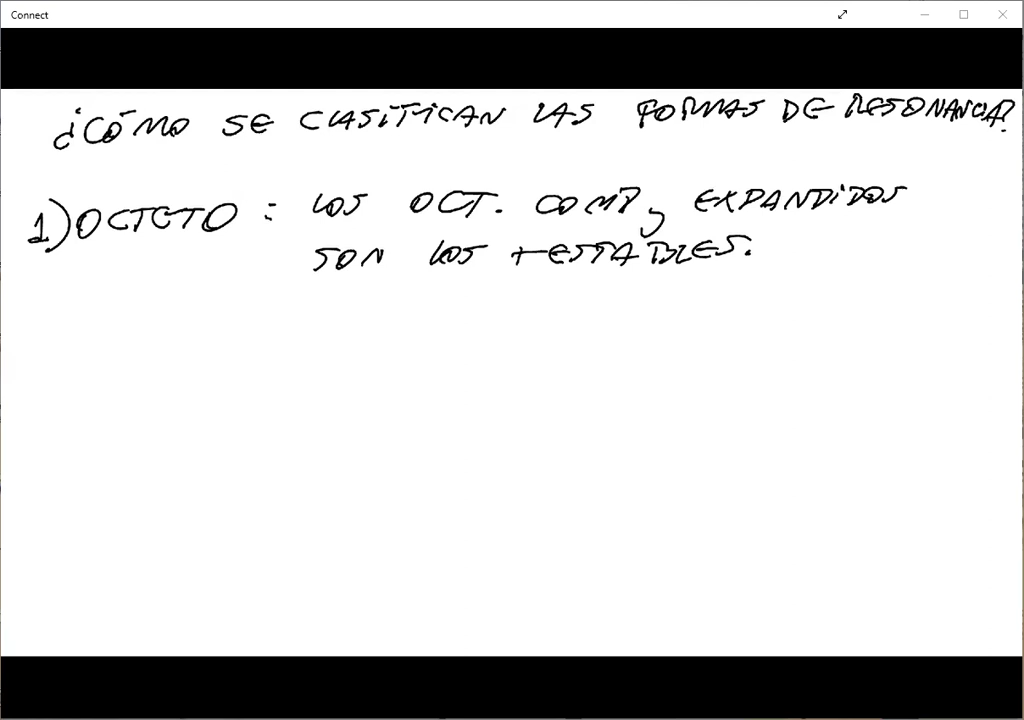 Connect
¿CÓMO SE CLASIFICAN LAS FORMAS DE RESONANCIA?
1) OCTETO : LOS OCT. COMP, EXPANDIDOS
SON LOS + ESTABLES.